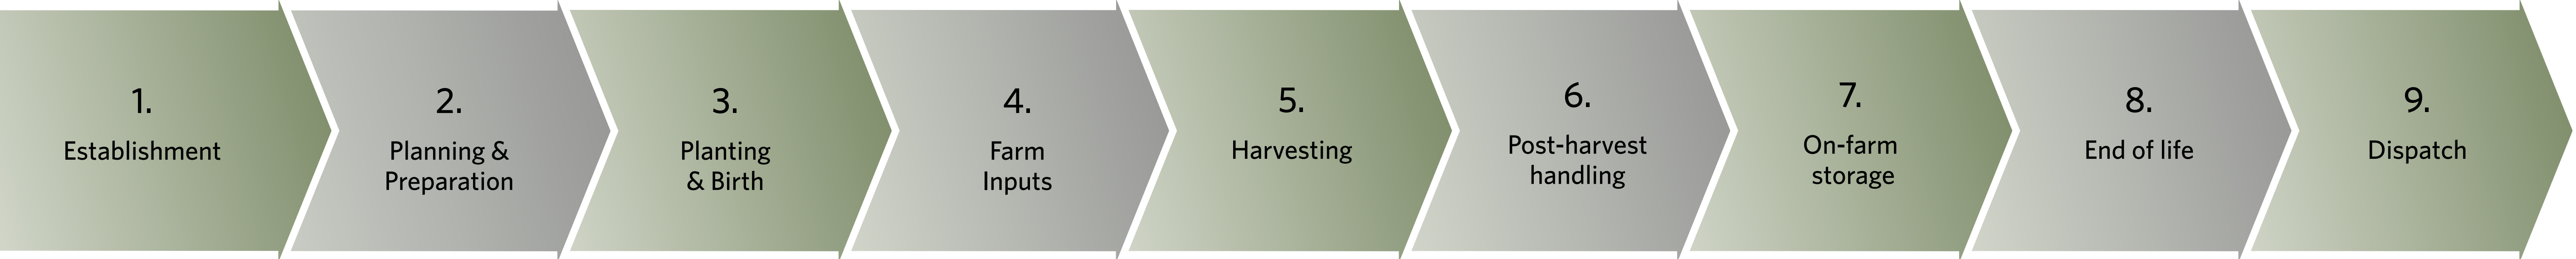 1.
Establishment
2.
Planning &
Preparation
3.
Planting
& Birth
4.
Farm
Inputs
5.
Harvesting
6.
Post-harvest
handling
7.
On-farm
storage
8.
End of life
9.
Dispatch